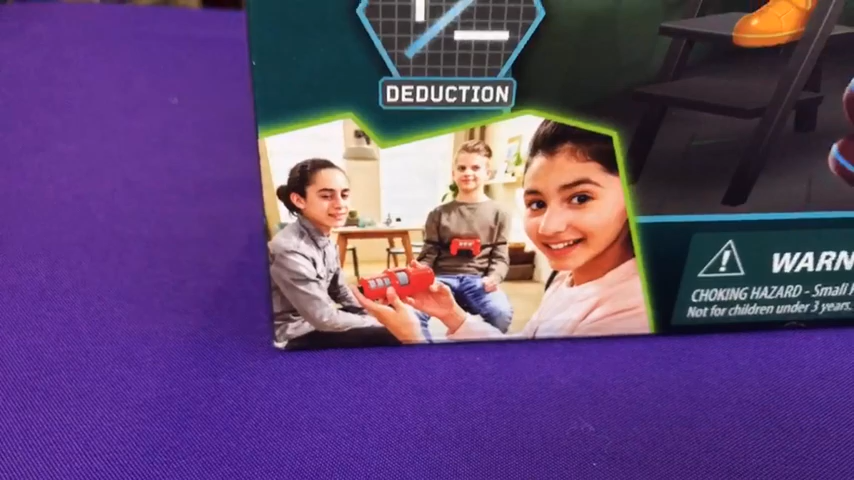 DEDUCTION
WARN
CHOKING HAZARD - Small
Not for children under 3 years.